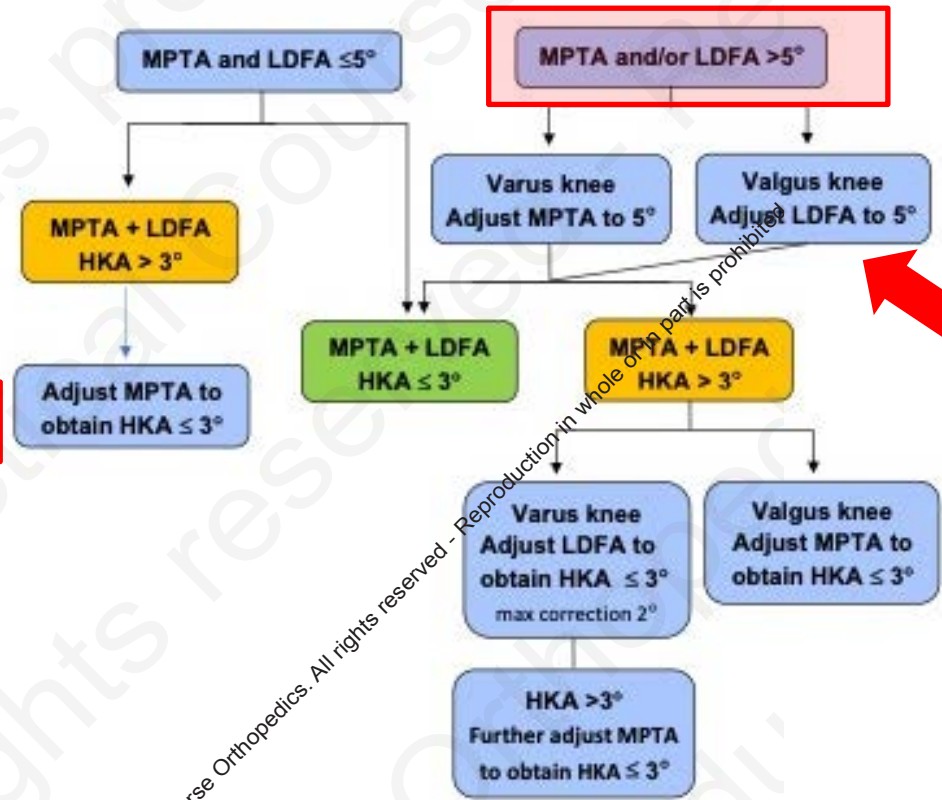 MPTA and LDFA ≤5°
MPTA and/or LDFA >5°
Varus knee
Adjust MPTA to 5°
Valgus knee
Adjust LDFA to 5°
MPTA + LDFA
HKA > 3°
MPTA + LDFA
HKA ≤ 3°
MPTA + LDFA
HKA > 3°
Adjust MPTA to
obtain HKA ≤ 3°
Varus knee
Adjust LDFA to
obtain HKA ≤ 3°
max correction 2°
Valgus knee
Adjust MPTA to
obtain HKA ≤ 3°
HKA >3°
Further adjust MPTA
to obtain HKA ≤ 3°
Orthopedics. All rights reserved - Reproduction in whole or in part is prohibited